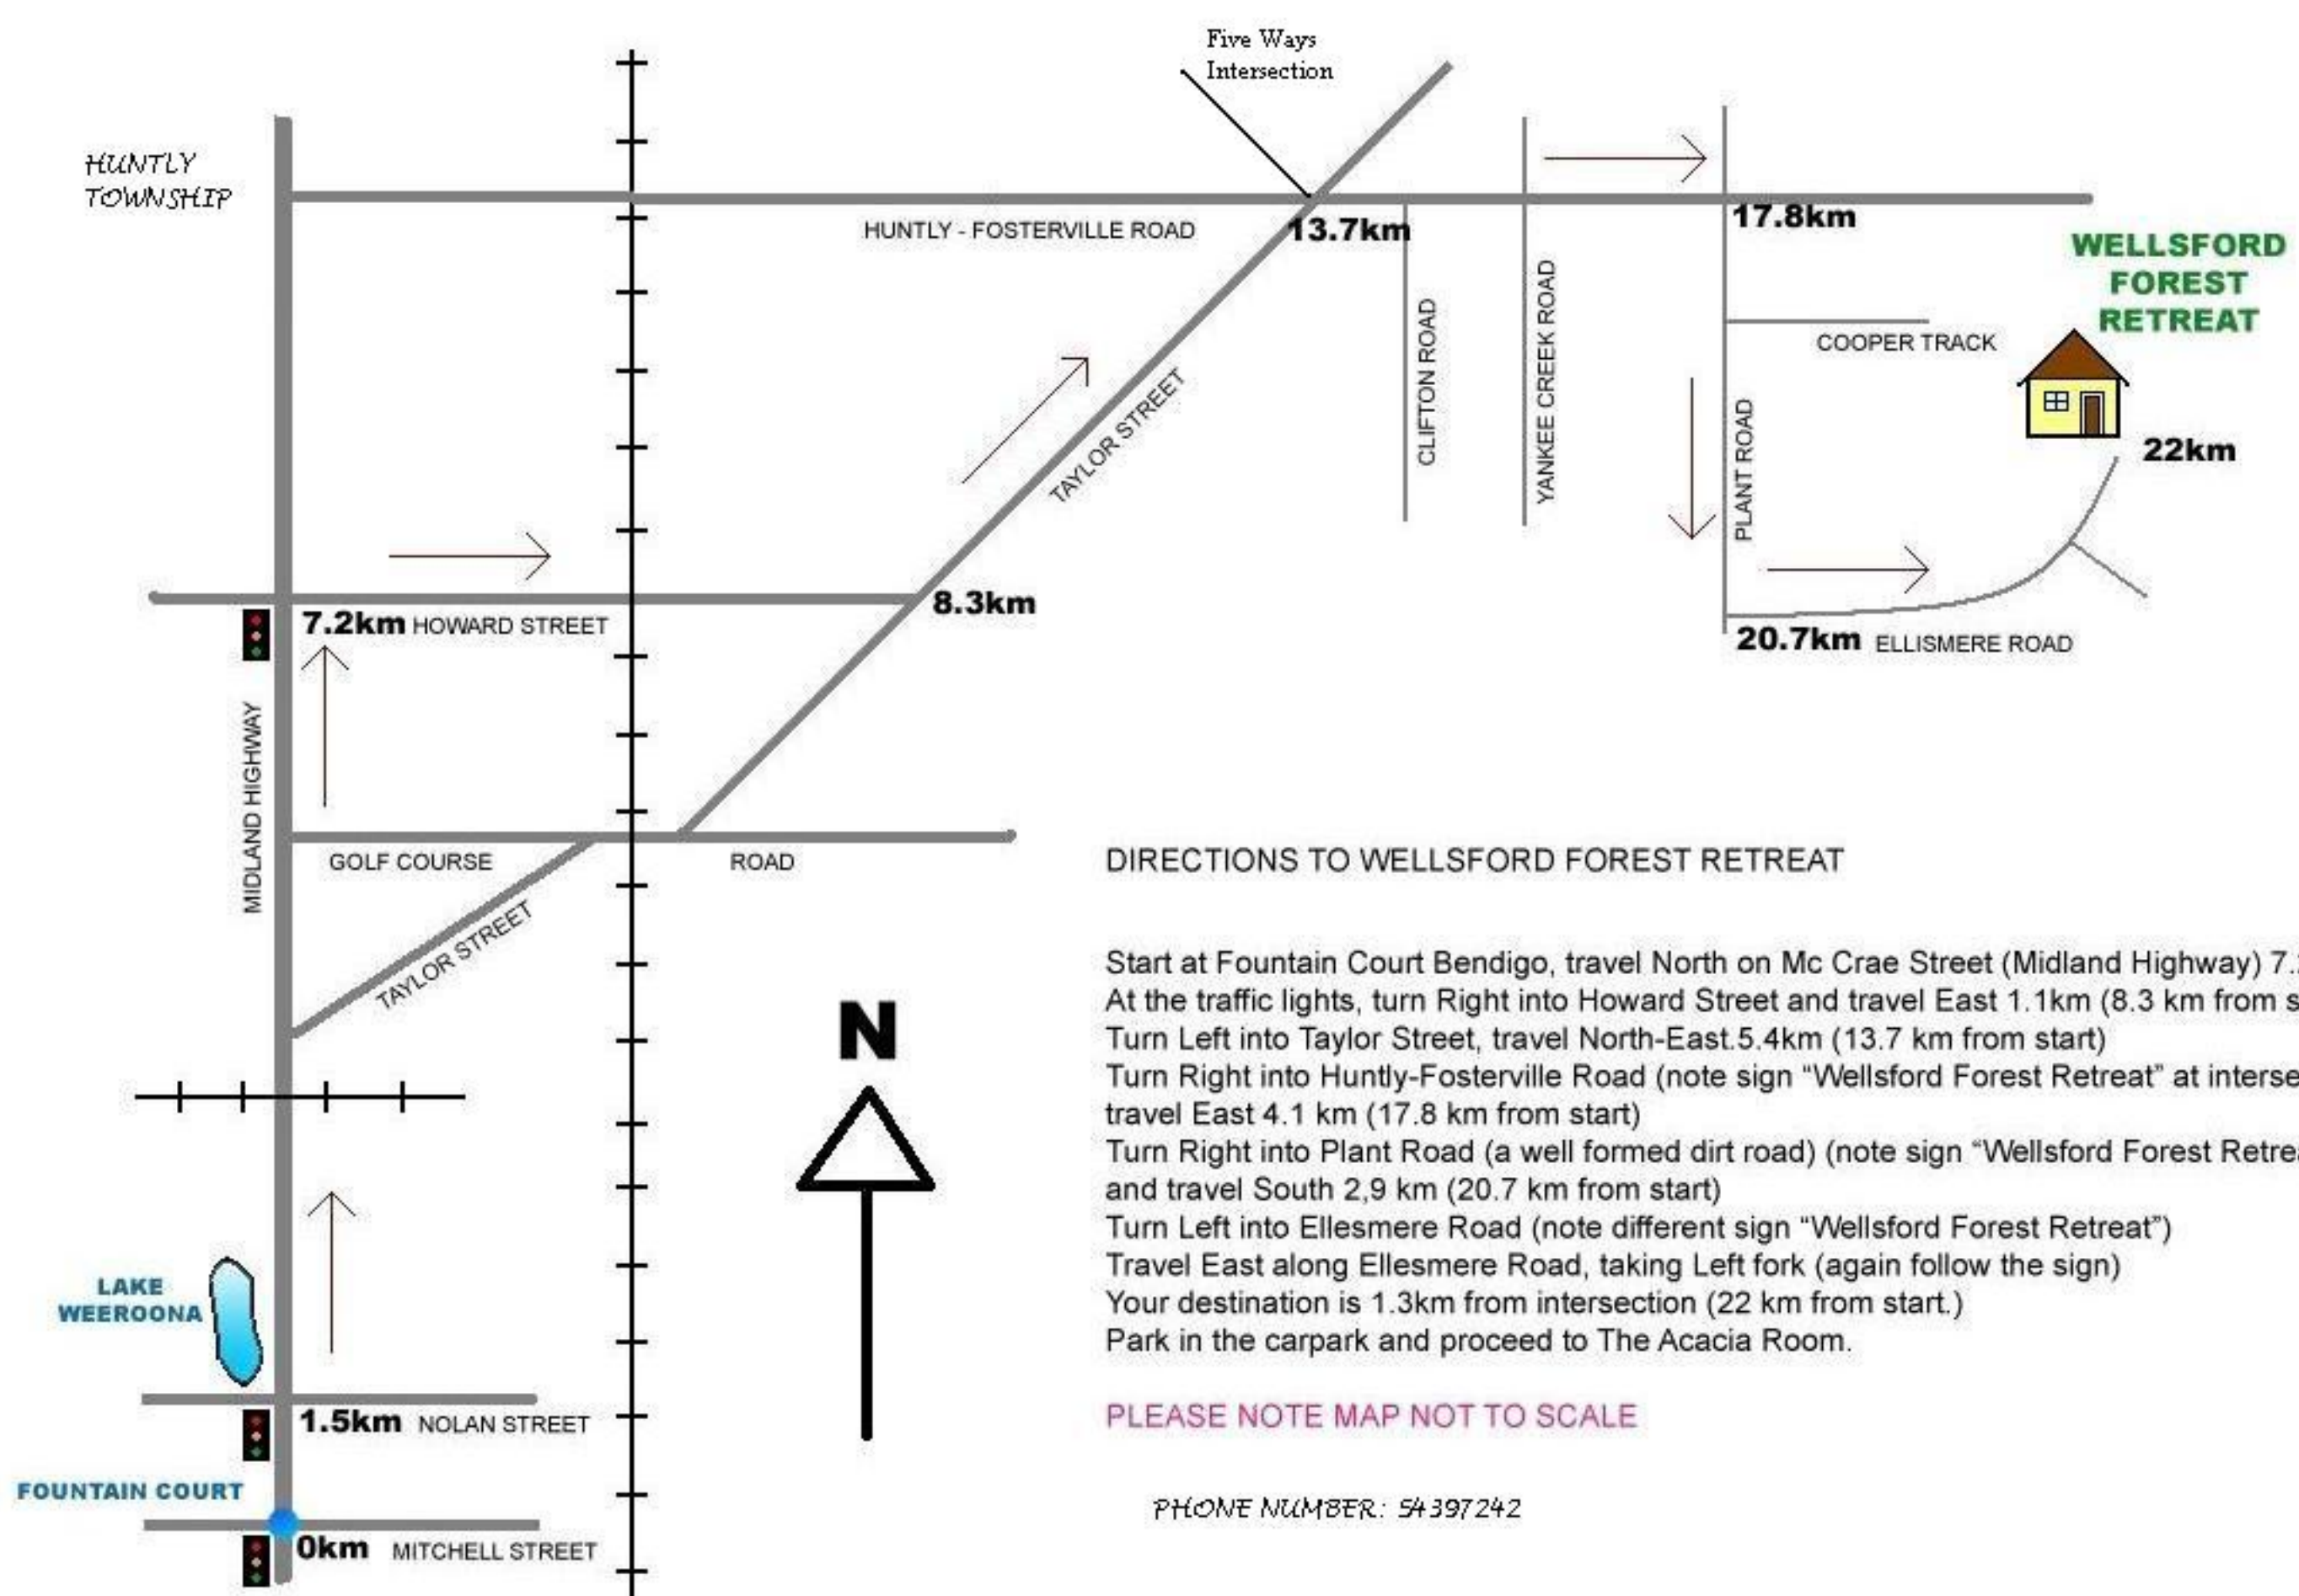 Five Ways
Intersection
HUNTLY
TOWNSHIP
HUNTLY - FOSTERVILLE ROAD
13.7km
17.8km
WELLSFORD
FOREST
RETREAT
CLIFTON ROAD
YANKEE CREEK ROAD
COOPER TRACK
PLANT ROAD
22km
TAYLOR STREET
7.2km HOWARD STREET
8.3km
20.7km ELLISMERE ROAD
MIDLAND HIGHWAY
GOLF COURSE
ROAD
TAYLOR STREET
N
LAKE
WEEROONA
1.5km NOLAN STREET
FOUNTAIN COURT
0km MITCHELL STREET
DIRECTIONS TO WELLSFORD FOREST RETREAT
Start at Fountain Court Bendigo, travel North on Mc Crae Street (Midland Highway)
At the traffic lights, turn Right into Howard Street and travel East 1.1km (8.3 km from
Turn Left into Taylor Street, travel North-East.5.4km (13.7 km from start)
Turn Right into Huntly-Fosterville Road (note sign “Wellsford Forest Retreat” at
travel East 4.1 km (17.8 km from start)
Turn Right into Plant Road (a well formed dirt road) (note sign “Wellsford Forest
and travel South 2,9 km (20.7 km from start)
Turn Left into Ellesmere Road (note different sign “Wellsford Forest Retreat”)
Travel East along Ellesmere Road, taking Left fork (again follow the sign)
Your destination is 1.3km from intersection (22 km from start.)
Park in the carpark and proceed to The Acacia Room.
PLEASE NOTE MAP NOT TO SCALE
PHONE NUMBER: 54397242